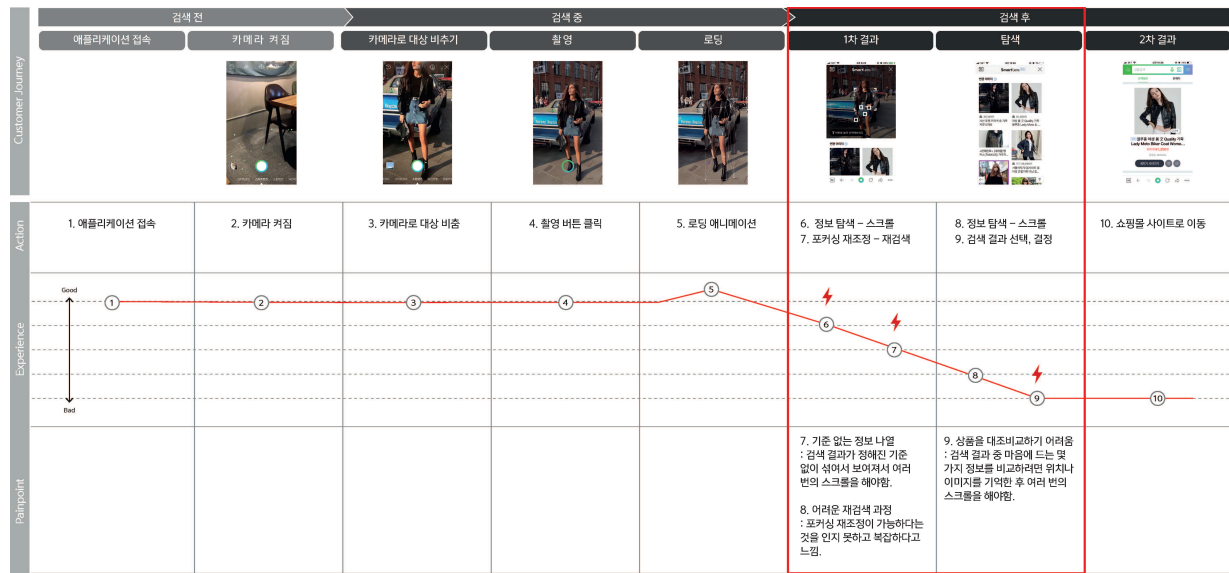 검색 전
검색 중
검색 후
애플리케이션 접속
카메라 켜짐
카메라로 대상 비추기
촬영
로딩
1차 결과
탐색
2차 결과
Customer Journey
SmartLens
SmartLens
Lady Moto Biker Coat Winte...
Action
1. 애플리케이션 접속
2. 카메라 켜짐
3. 카메라로 대상 비춤
4. 촬영 버튼 클릭
5. 로딩 애니메이션
6. 정보 탐색 – 스크롤
7. 포커싱 재조정 – 재검색
8. 정보 탐색 – 스크롤
9. 검색 결과 선택, 결정
10. 쇼핑몰 사이트로 이동
Experience
Good
Bad
1
2
3
4
5
6
7
8
9
10
Painpoint
7. 기준 없는 정보 나열
: 검색 결과가 정해진 기준
없이 섞여서 보여져서 여러
번의 스크롤을 해야함.
8. 어려운 재검색 과정
: 포커싱 재조정이 가능하다는
것을 인지 못하고 복잡하다고
느낌.
9. 상품을 대조비교하기 어려움
: 검색 결과 중 마음에 드는 몇
가지 정보를 비교하려면 위치나
이미지를 기억한 후 여러 번의
스크롤을 해야함.